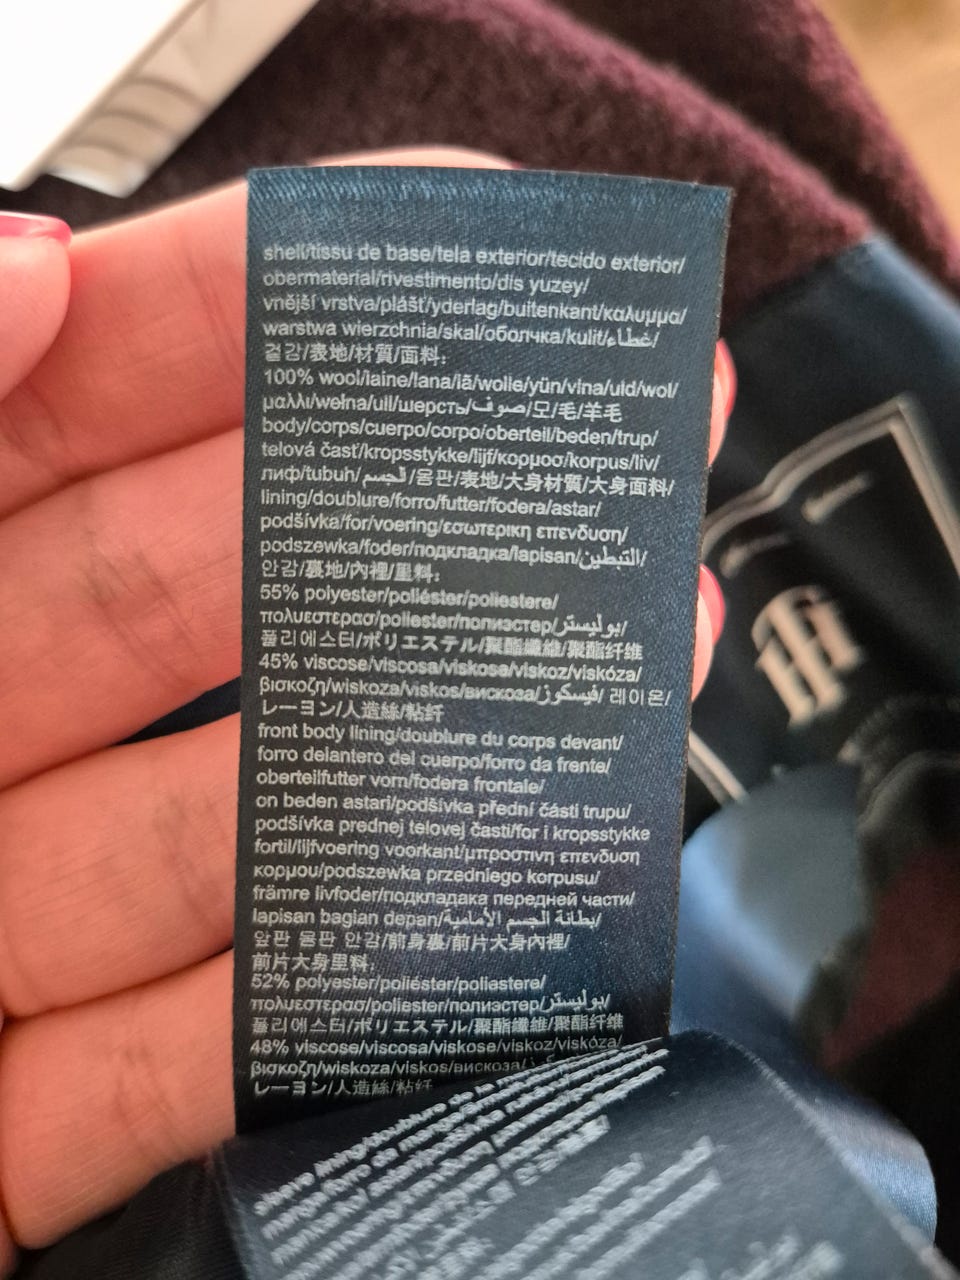 shell/tissu de base/tela exterior/tecido exterior/
obermaterial/rivestimento/dis yuzey/
vnější vrstva/plášť/yderlag/buitenkant/καλυμμα/
warstwa wierzchnia/skal/оболчка/kulit/غطاء/
겉감/表地/材質/面料:
100% wool/laine/lana/lã/wolle/yün/vlna/uld/wol/
μαλλι/wełna/ull/шерсть/صوف/모/毛/羊毛
body/corps/cuerpo/corpo/oberteil/beden/trup/
telová časť/kropsstykke/lijf/κορμοσ/korpus/liv/
лиф/tubuh/الجسم/몸판/表地/大身材質/大身面料/
lining/doublure/forro/futter/fodera/astar/
podšívka/for/voering/εσωτερικη επενδυση/
podszewka/foder/подкладка/lapisan/التبطين/
안감/裏地/內裡/里料:
55% polyester/poliéster/poliestere/
πολυεστερασ/poliester/полиэстер/بوليستر/
폴리에스터/ポリエステル/聚酯纖維/聚酯纤维
45% viscose/viscosa/viskose/viskoz/viskóza/
βισκοζη/wiskoza/viskos/вискоза/فيسكوز/ 레이온/
レーヨン/人造絲/粘纤
front body lining/doublure du corps devant/
forro delantero del cuerpo/forro da frente/
oberteilfutter vorn/fodera frontale/
on beden astari/podšívka přední části trupu/
podšívka prednej telovej časti/for i kropsstykke
fortil/lijfvoering voorkant/μπροστινη επενδυση
κορμου/podszewka przedniego korpusu/
främre livfoder/подкладака передней части/
lapisan bagian depan/بطانة الجسم الأمامية/
앞판 몸판 안감/前身裏/前片大身內裡/
前片大身里料:
52% polyester/poliéster/poliastere/
πολυεστερασ/poliester/полиэстер/بوليستر/
폴리에스터/ポリエステル/聚酯纖維/聚酯纤维
48% viscose/viscosa/viskose/viskoz/viskóza/
βισκοζη/wiskoza/viskos/вискоза/
レーヨン/人造絲/粘纤
sleeve lining/doublure de la